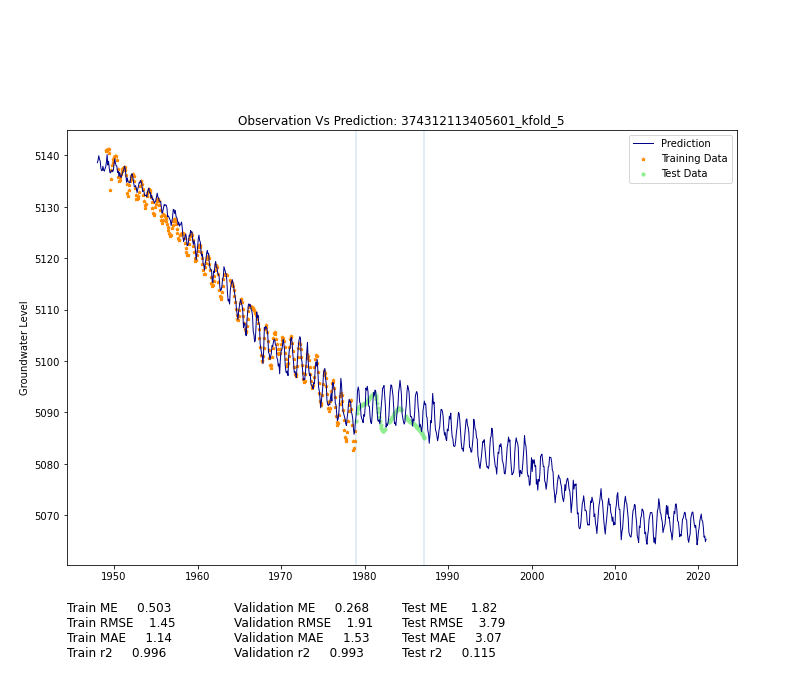 Observation Vs Prediction: 374312113405601_kfold_5
Prediction
Training Data
Test Data
Groundwater Level
5140
5130
5120
5110
5100
5090
5080
5070
1950 1960 1970 1980 1990 2000 2010 2020
Train ME 0.503 Validation ME 0.268 Test ME 1.82
Train RMSE 1.45 Validation RMSE 1.91 Test RMSE 3.79
Train MAE 1.14 Validation MAE 1.53 Test MAE 3.07
Train r2 0.996 Validation r2 0.993 Test r2 0.115